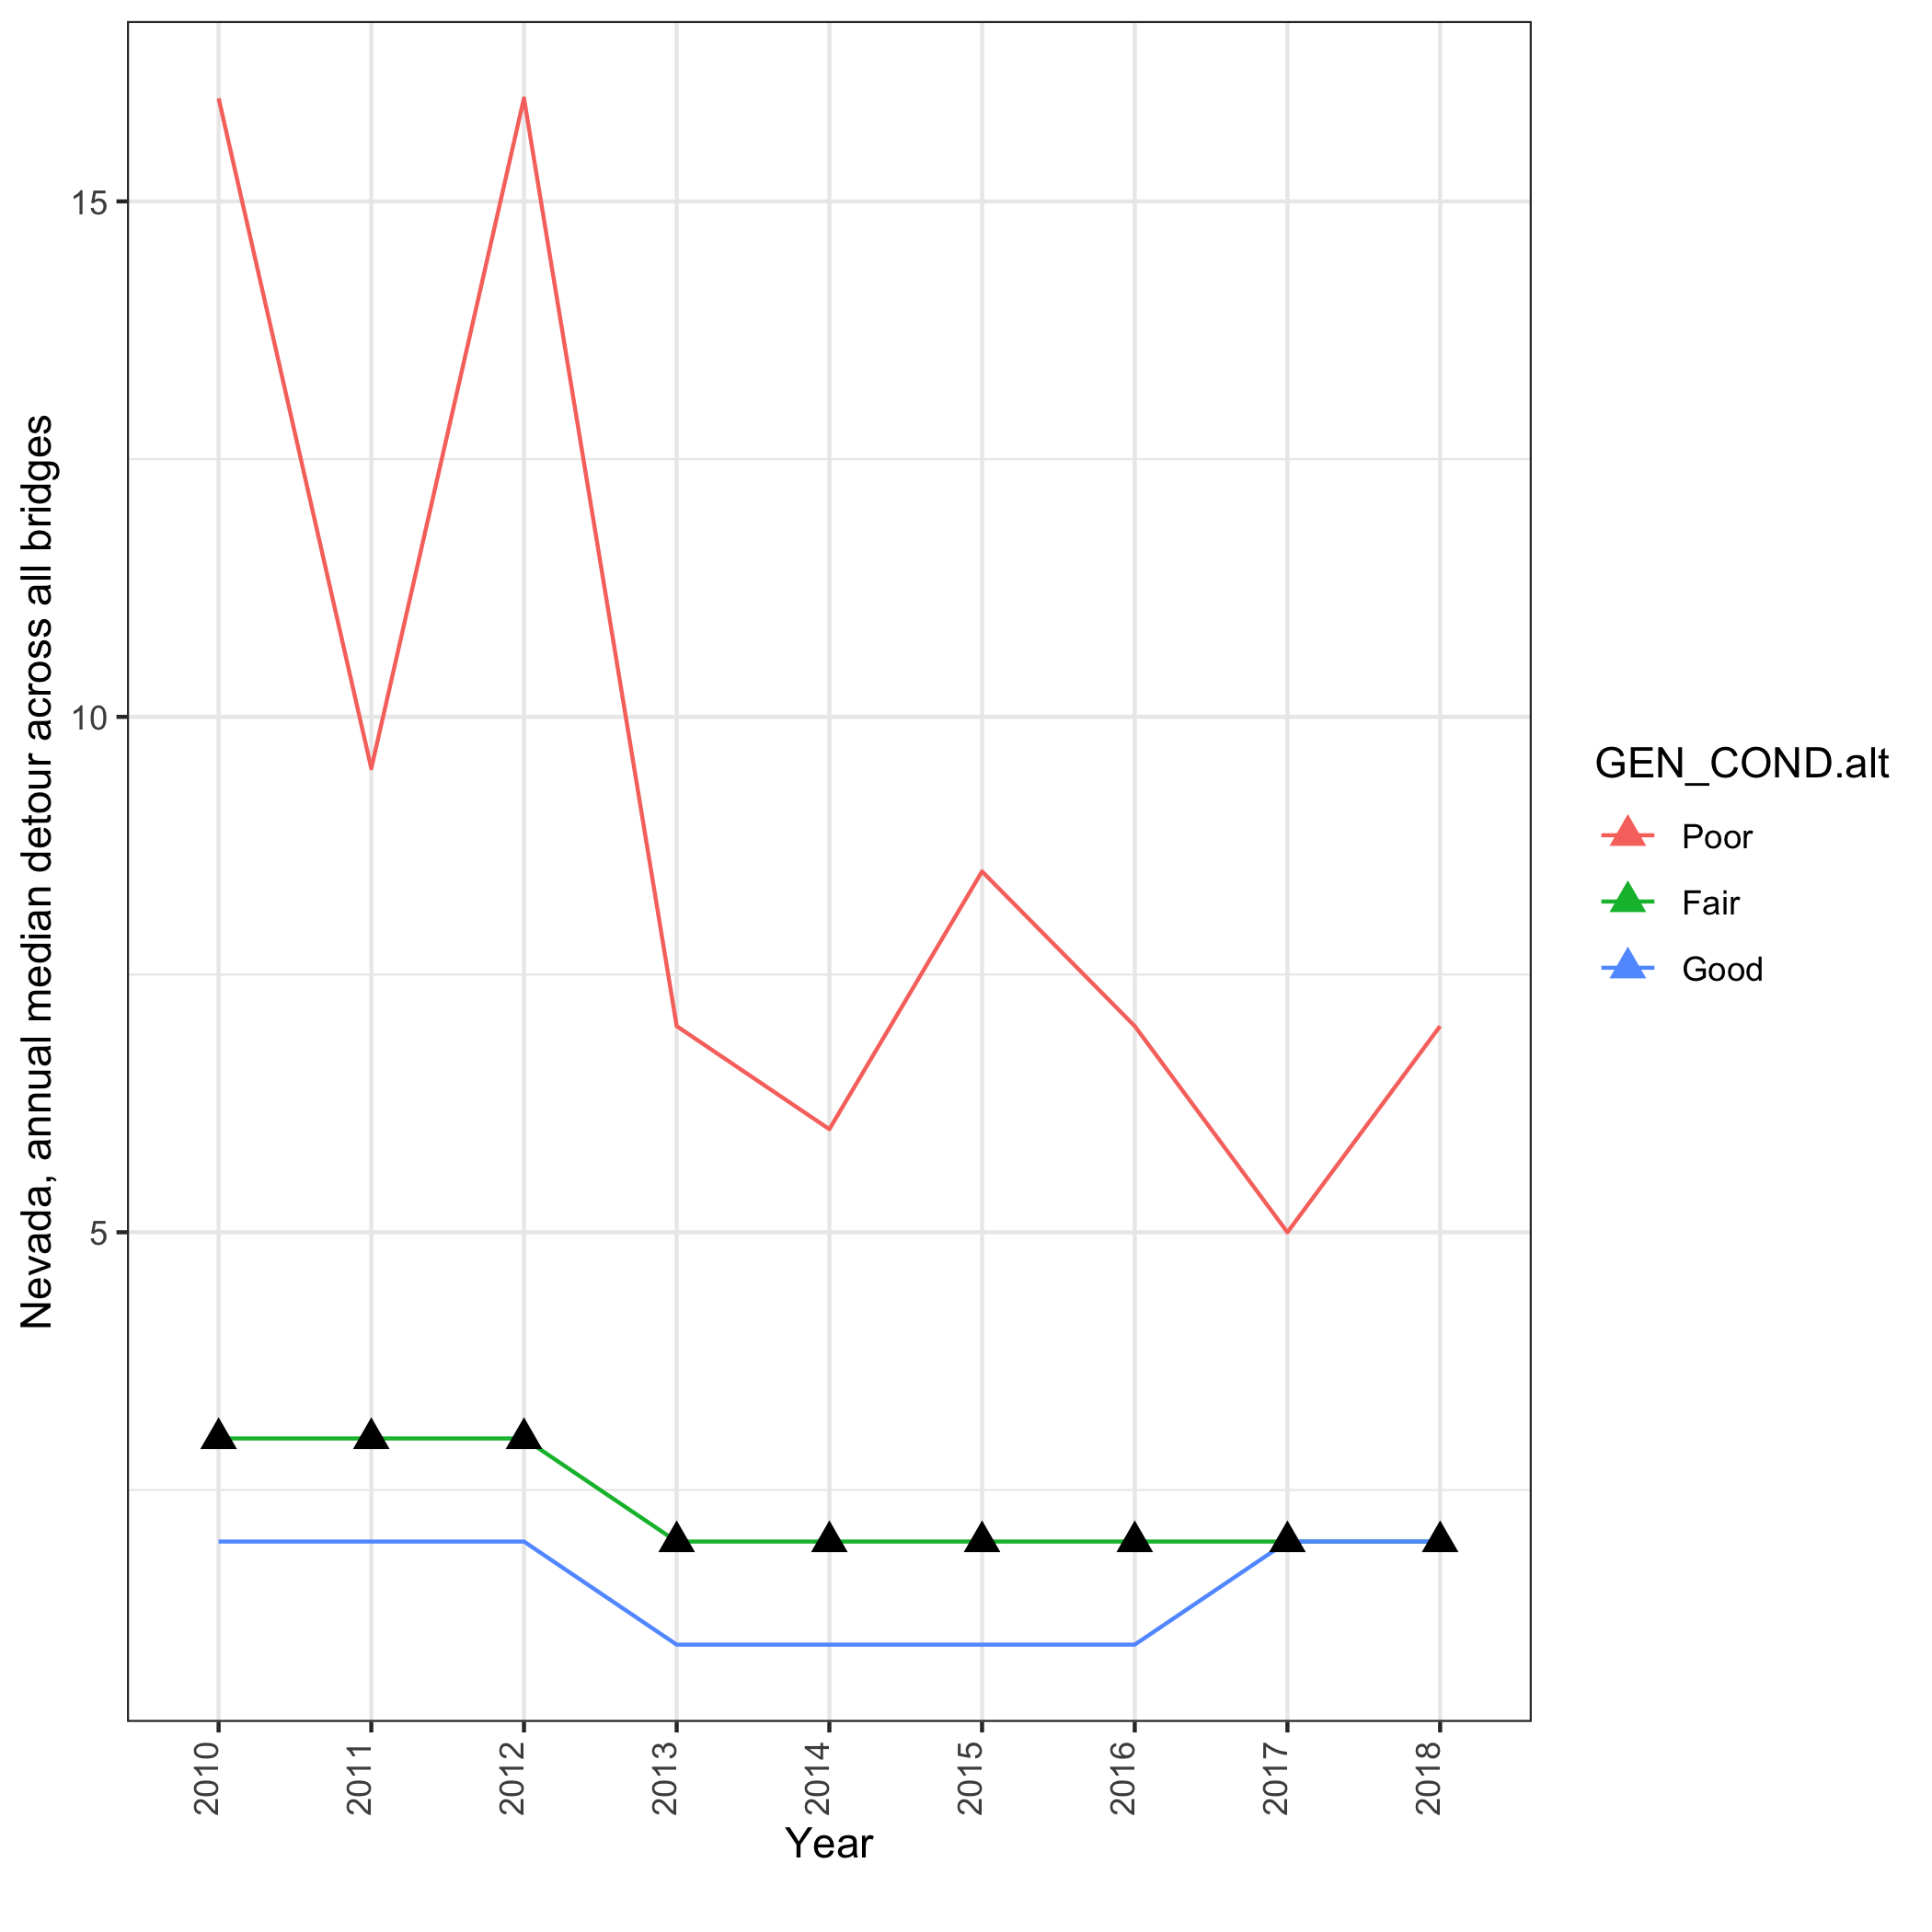 Nevada, annual median detour across all bridges
15
10
5
2010
2011
2012
2013
2014
2015
2016
2017
2018
Year
GEN_COND.alt
Poor
Fair
Good